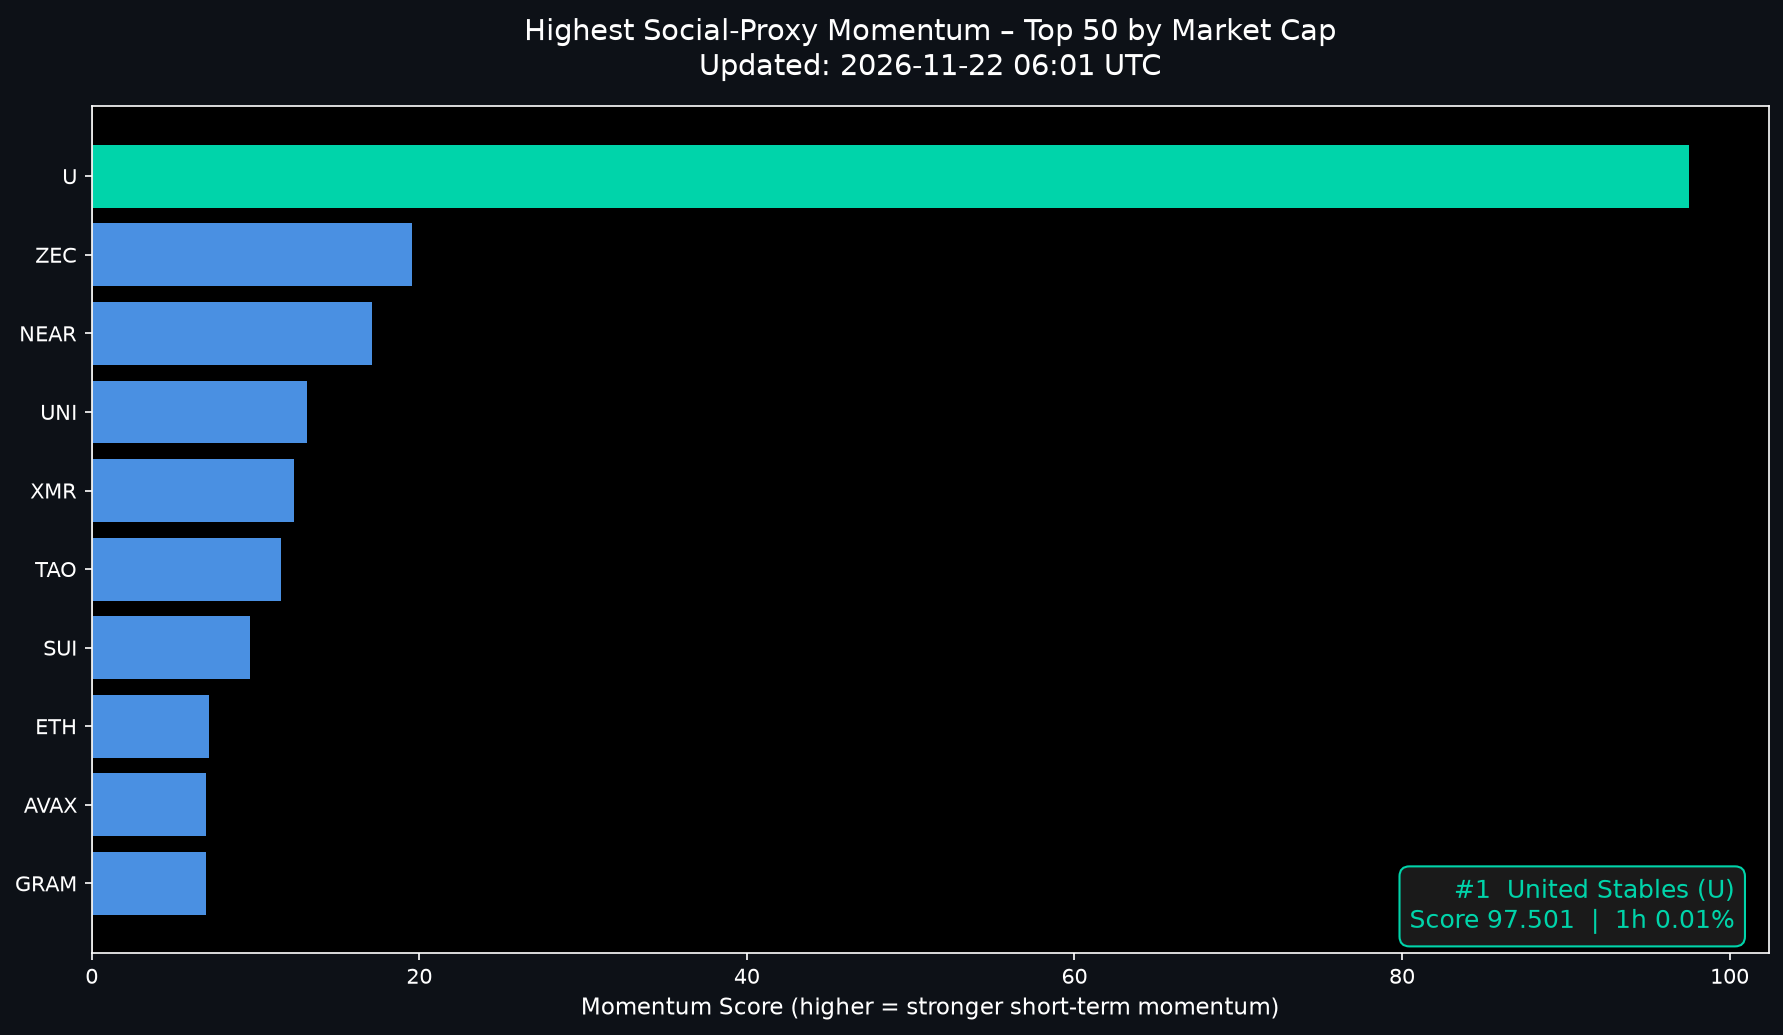 Highest Social-Proxy Momentum – Top 50 by Market Cap
Updated: 2026-11-22 06:01 UTC
U
ZEC
NEAR
UNI
XMR
TAO
SUI
ETH
AVAX
GRAM
#1  United Stables (U)
Score 97.501  |  1h 0.01%
0 20 40 60 80 100
Momentum Score (higher = stronger short-term momentum)